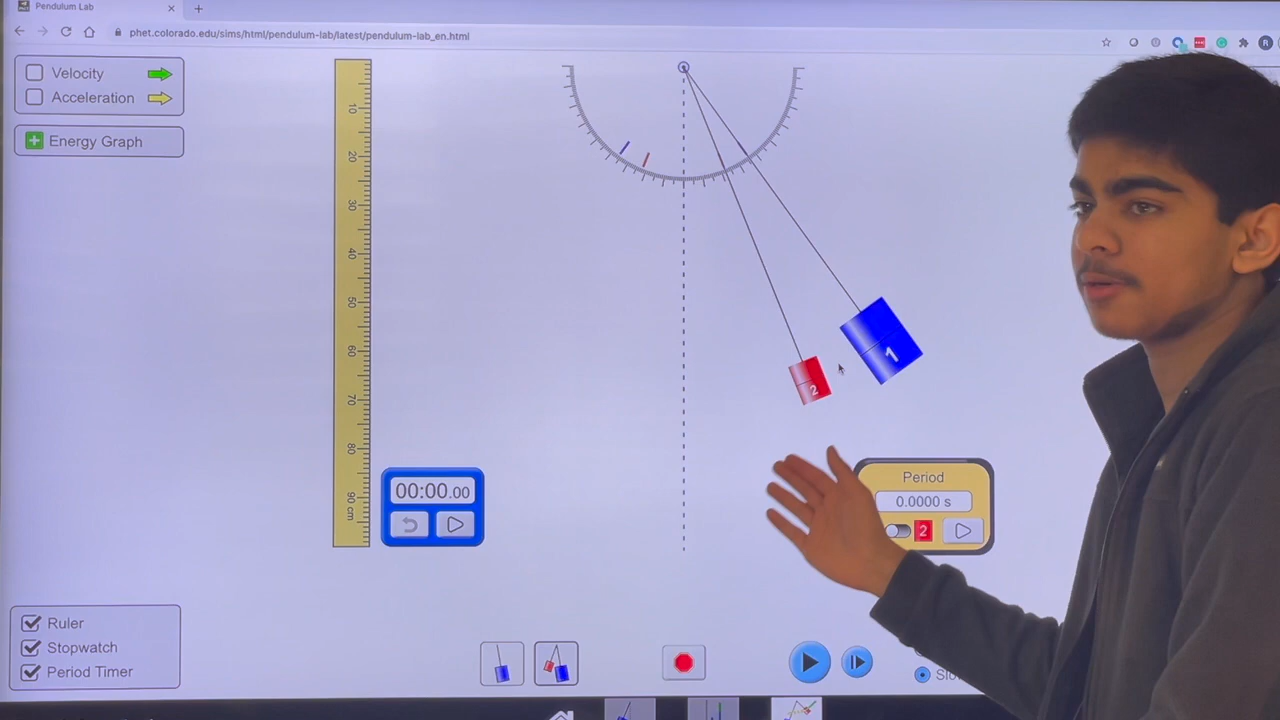 Pendulum Lab
phet.colorado.edu/sims/html/pendulum-lab/latest/pendulum-lab_en.html
R
Velocity
Acceleration
Energy Graph
10
20
30
40
50
60
70
80
90 cm
1
2
00:00.00
Period
0.0000 s
2
Ruler
Stopwatch
Period Timer